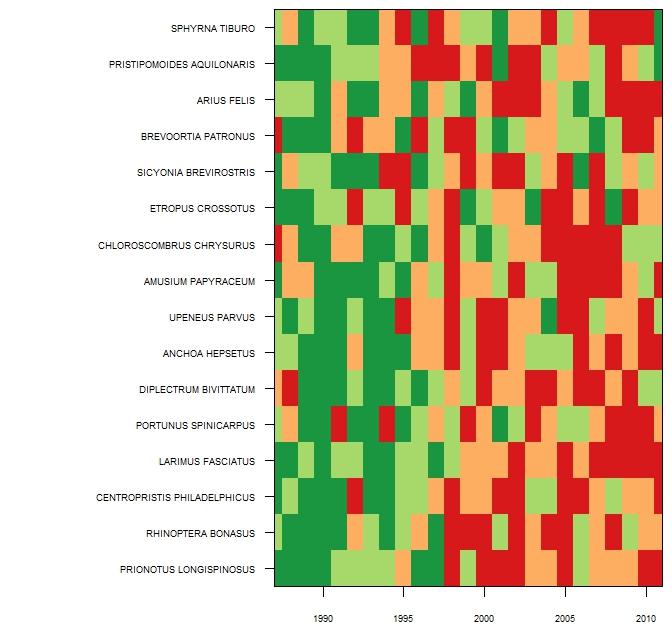 SPHYRNA TIBURO
PRISTIPOMOIDES AQUILONARIS
ARIUS FELIS
BREVOORTIA PATRONUS
SICYONIA BREVIROSTRIS
ETROPUS CROSSOTUS
CHLOROSCOMBRUS CHRYSURUS
AMUSIUM PAPYRACEUM
UPENEUS PARVUS
ANCHOA HEPSETUS
DIPLECTRUM BIVITTATUM
PORTUNUS SPINICARPUS
LARIMUS FASCIATUS
CENTROPRISTIS PHILADELPHICUS
RHINOPTERA BONASUS
PRIONOTUS LONGISPINOSUS
1990 1995 2000 2005 2010